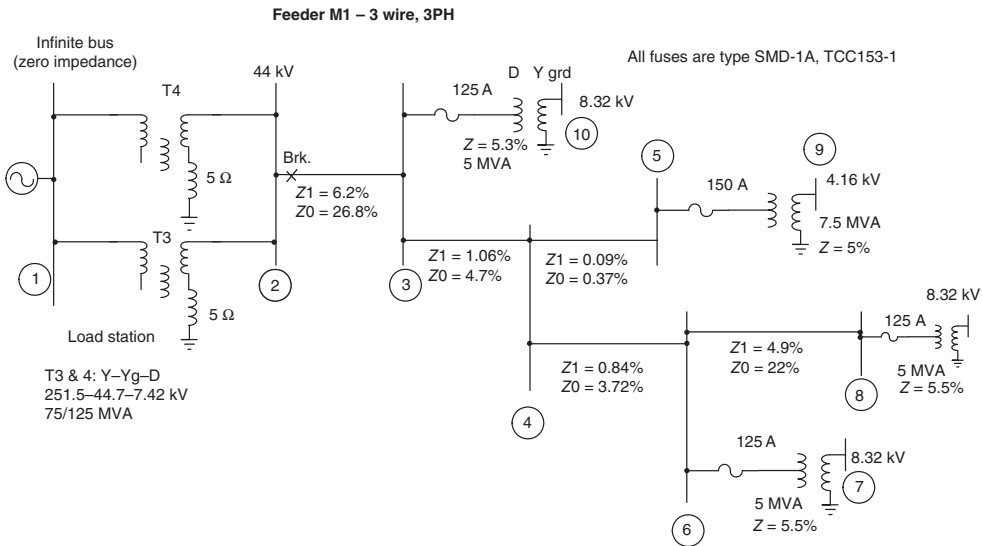 Feeder M1 – 3 wire, 3PH
Infinite bus
(zero impedance)
T4
44 kV
125 A
D Y grd
8.32 kV
10
Z = 5.3%
5 MVA
All fuses are type SMD-1A, TCC153-1
5 Ω
Brk.
Z1 = 6.2%
Z0 = 26.8%
5
9
150 A
4.16 kV
7.5 MVA
Z = 5%
T3
1
2
3
5 Ω
Z1 = 1.06%
Z0 = 4.7%
Z1 = 0.09%
Z0 = 0.37%
8.32 kV
125 A
Load station
T3 & 4: Y–Yg–D
251.5–44.7–7.42 kV
75/125 MVA
Z1 = 0.84%
Z0 = 3.72%
Z1 = 4.9%
Z0 = 22%
5 MVA
Z = 5.5%
8
4
125 A
8.32 kV
7
5 MVA
Z = 5.5%
6